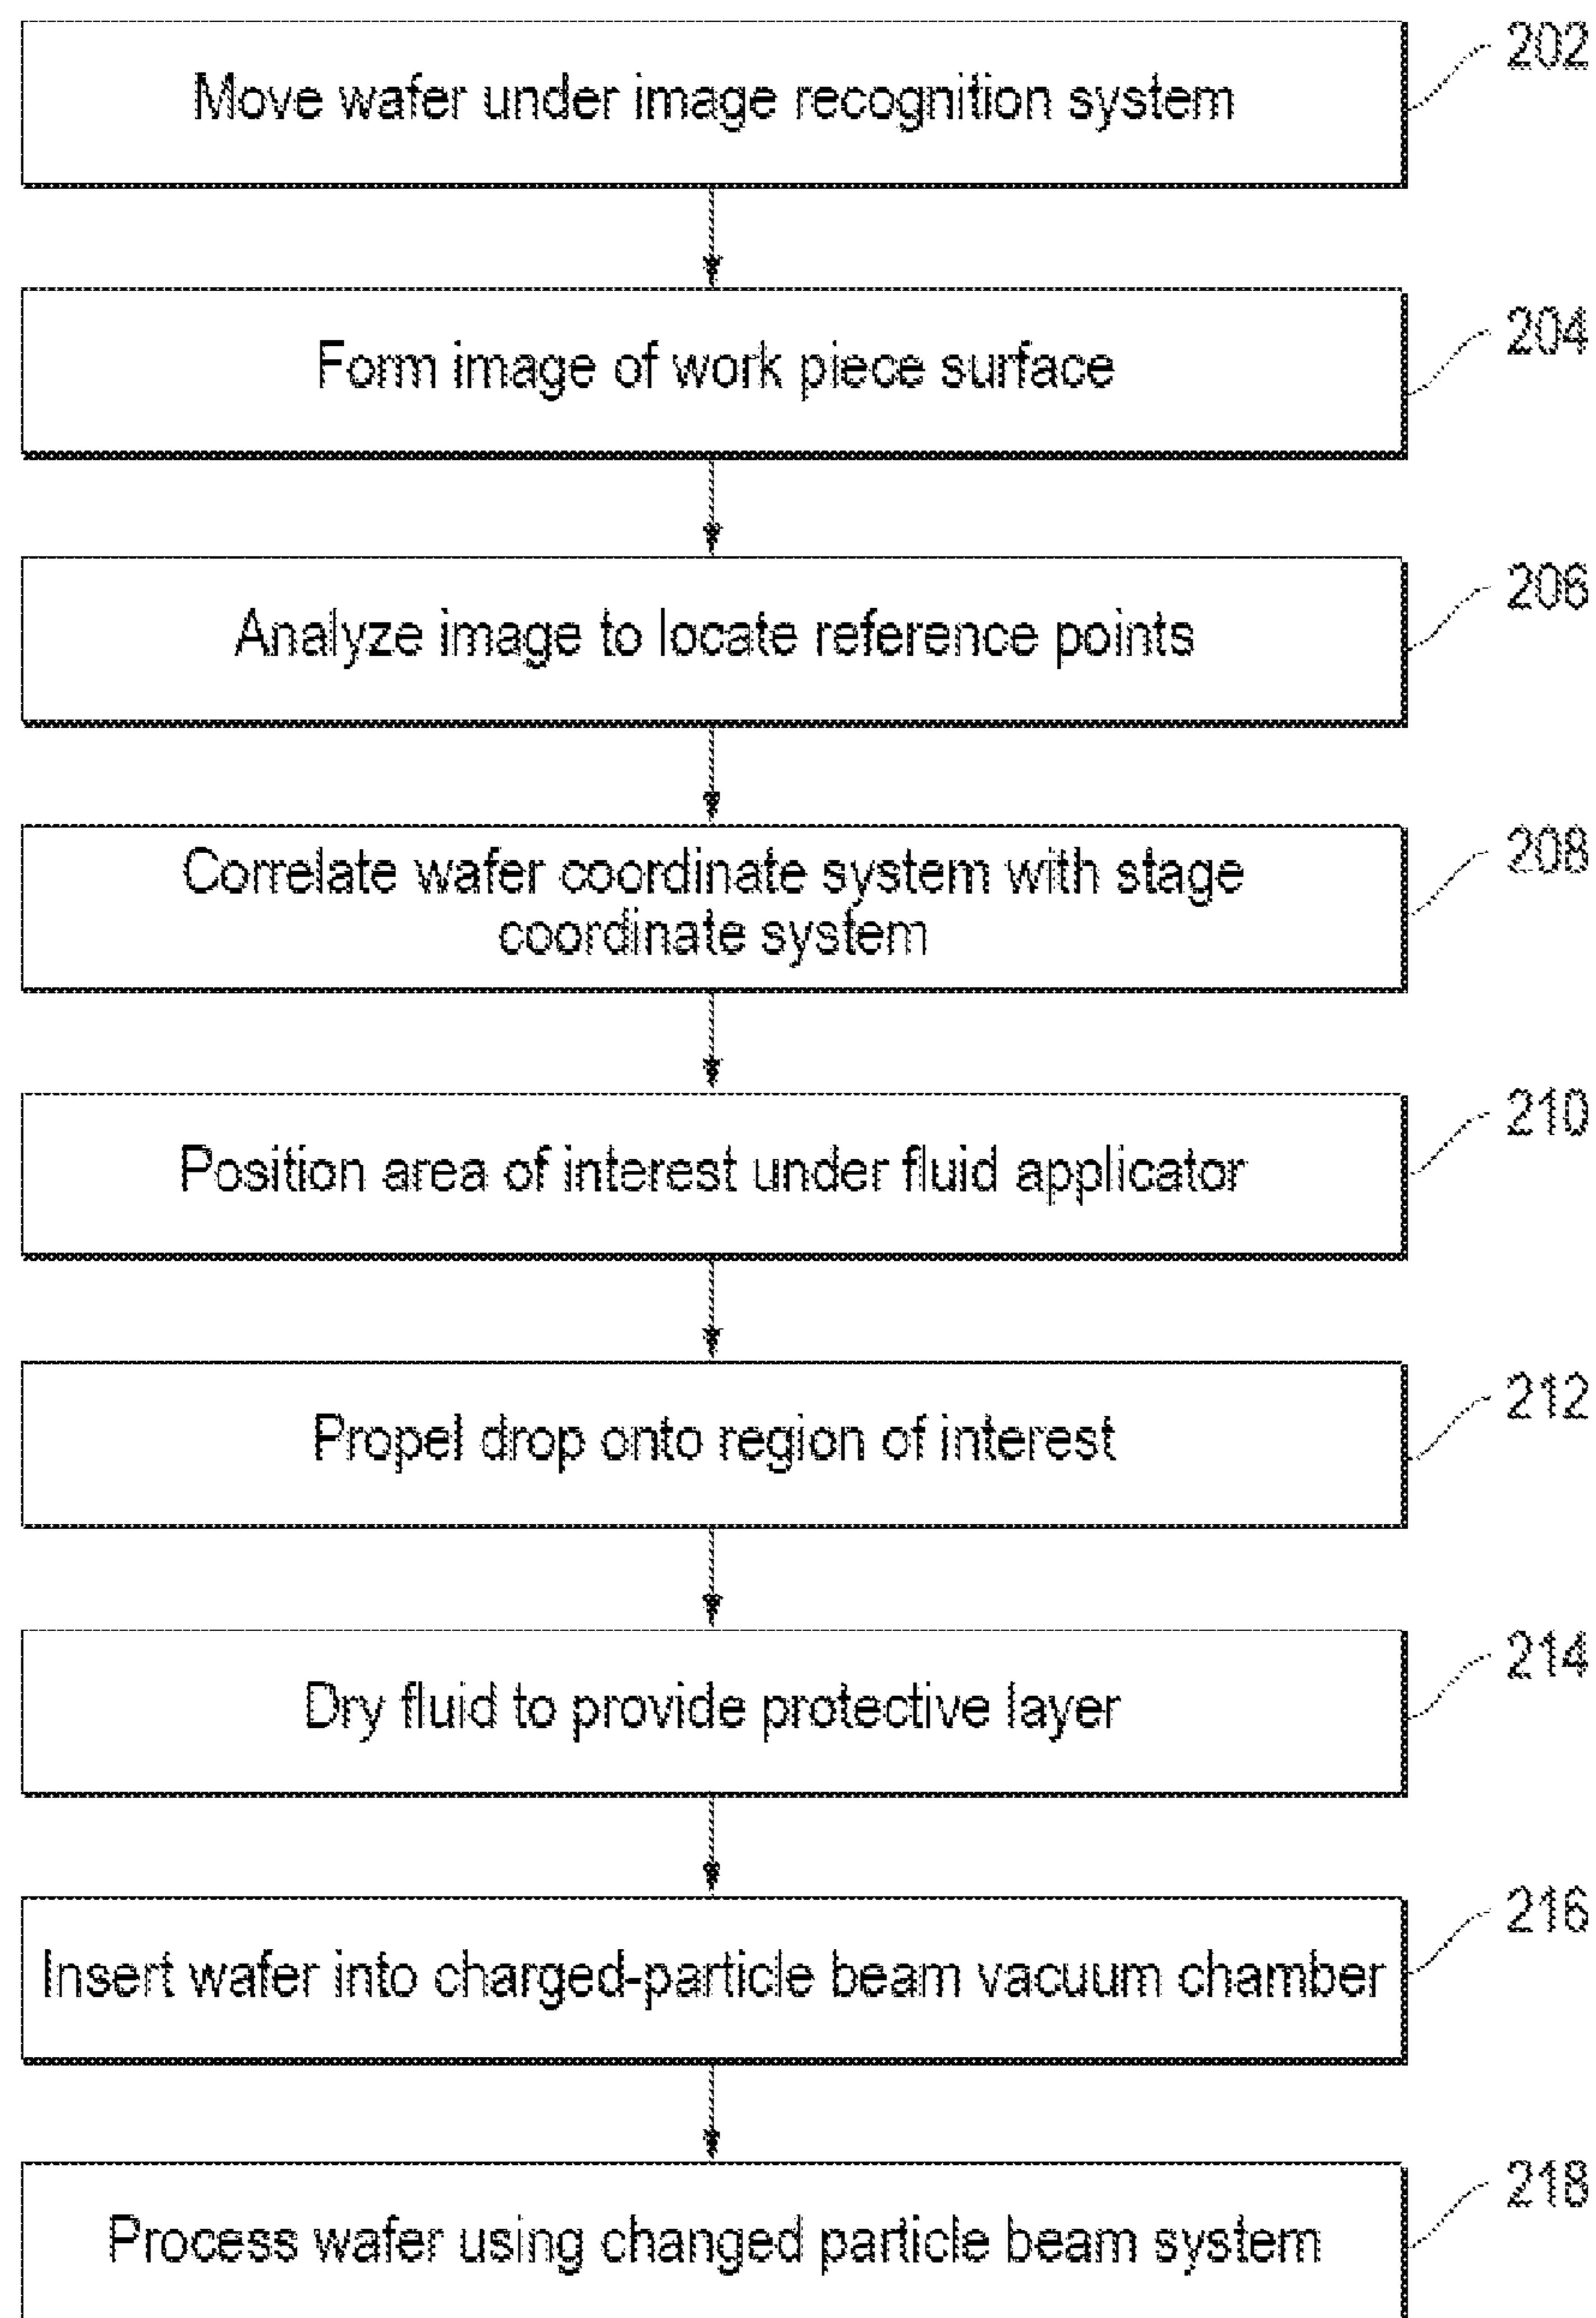 202
Move wafer under image recognition system
204
Form image of work piece surface
206
Analyze image to locate reference points
208
Correlate wafer coordinate system with stage
coordinate system
210
Position area of interest under fluid applicator
212
Propel drop onto region of interest
214
Dry fluid to provide protective layer
216
Insert wafer into charged-particle beam vacuum chamber
218
Process wafer using changed particle beam system